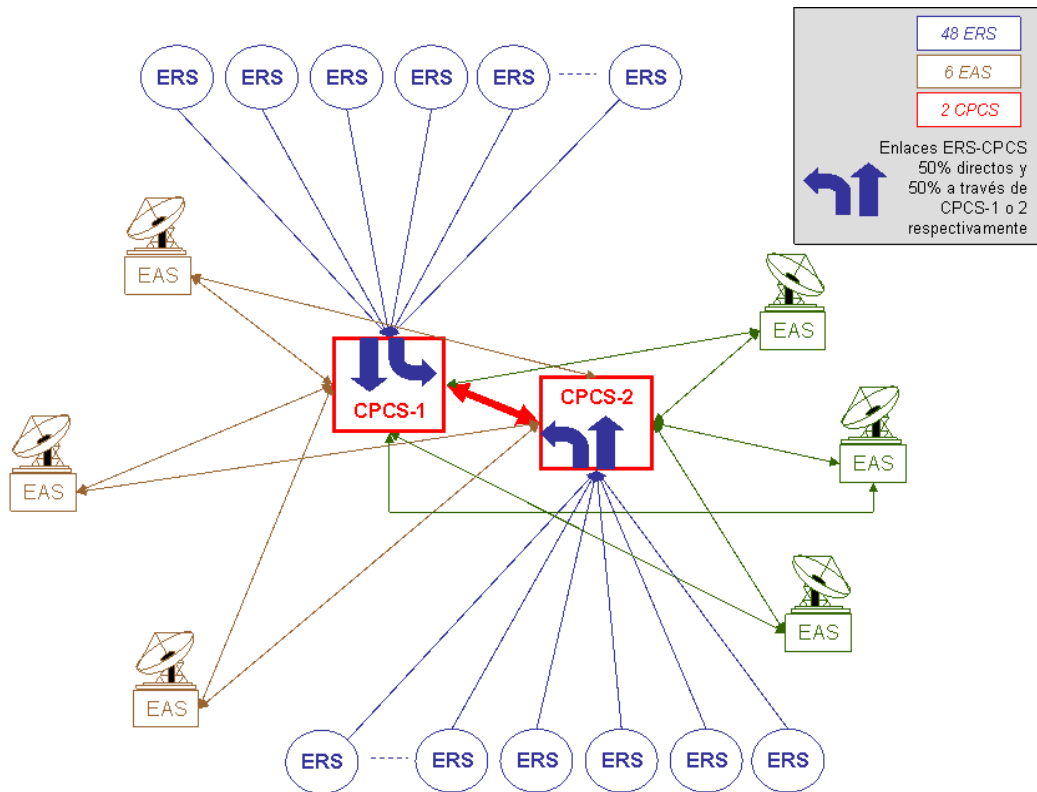 ERS ERS ERS ERS ERS ERS
48 ERS
6 EAS
2 CPCS
Enlaces ERS-CPCS
50% directos y
50% a través de
CPCS-1 o 2
respectivamente
EAS
EAS
CPCS-1
CPCS-2
EAS
EAS
EAS
EAS
ERS ERS ERS ERS ERS ERS